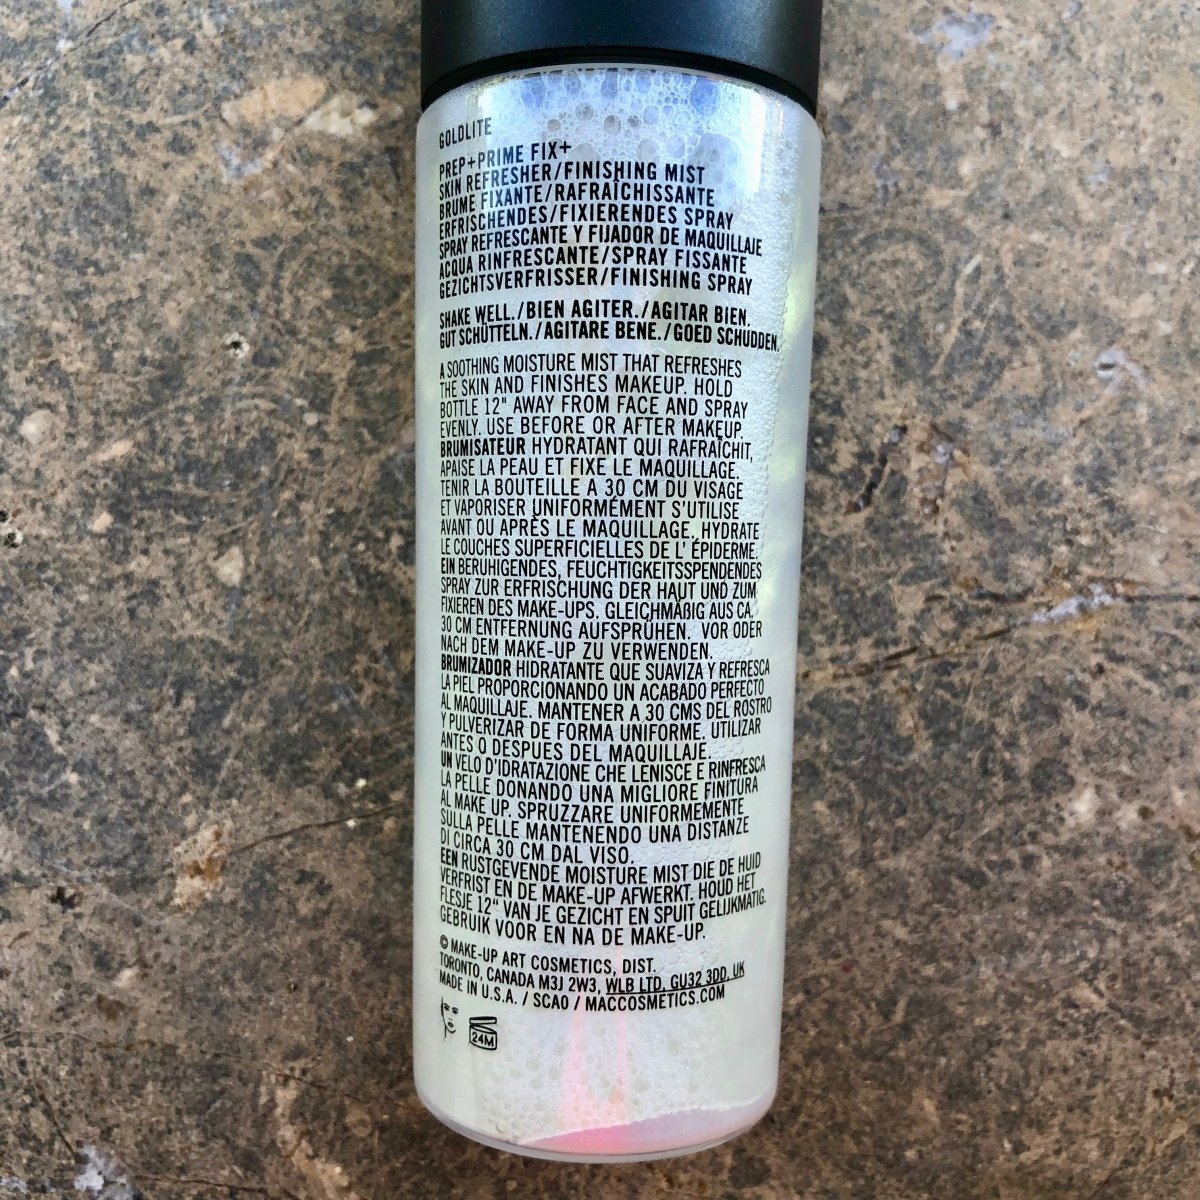 GOLDLITE
PREP+PRIME FIX+
SKIN REFRESHER/FINISHING MIST
BRUME FIXANTE/RAFRAÎCHISSANTE
ERFRISCHENDES/FIXIERENDES SPRAY
SPRAY REFRESCANTE Y FIJADOR DE MAQUILLAJE
ACQUA RINFRESCANTE/SPRAY FISSANTE
GEZICHTSVERFRISSER/FINISHING SPRAY
SHAKE WELL./BIEN AGITER./AGITAR BIEN.
GUT SCHÜTTELN./AGITARE BENE./GOED SCHUDDEN.
A SOOTHING MOISTURE MIST THAT REFRESHES
THE SKIN AND FINISHES MAKEUP. HOLD
BOTTLE 12" AWAY FROM FACE AND SPRAY
EVENLY. USE BEFORE OR AFTER MAKEUP.
BRUMISATEUR HYDRATANT QUI RAFRAÎCHIT,
APAISE LA PEAU ET FIXE LE MAQUILLAGE.
TENIR LA BOUTEILLE A 30 CM DU VISAGE
ET VAPORISER UNIFORMÉMENT S'UTILISE
AVANT OU APRÈS LE MAQUILLAGE, HYDRATE
LE COUCHES SUPERFICIELLES DE L' ÉPIDERME.
EIN BERUHIGENDES, FEUCHTIGKEITSSPENDENDES
SPRAY ZUR ERFRISCHUNG DER HAUT UND ZUM
FIXIEREN DES MAKE-UPS. GLEICHMÄßIG AUS CA.
30 CM ENTFERNUNG AUFSPRÜHEN. VOR ODER
NACH DEM MAKE-UP ZU VERWENDEN.
BRUMIZADOR HIDRATANTE QUE SUAVIZA Y REFRESCA
LA PIEL PROPORCIONANDO UN ACABADO PERFECTO
AL MAQUILLAJE. MANTENER A 30 CMS DEL ROSTRO
Y PULVERIZAR DE FORMA UNIFORME. UTILIZAR
ANTES O DESPUES DEL MAQUILLAJE.
UN VELO D'IDRATAZIONE CHE LENISCE E RINFRESCA
LA PELLE DONANDO UNA MIGLIORE FINITURA
AL MAKE UP. SPRUZZARE UNIFORMEMENTE
SULLA PELLE MANTENENDO UNA DISTANZE
DI CIRCA 30 CM DAL VISO.
EEN RUSTGEVENDE MOISTURE MIST DIE DE HUID
VERFRIST EN DE MAKE-UP AFWERKT. HOUD HET
FLESJE 12" VAN JE GEZICHT EN SPUIT GELIJKMATIG.
GEBRUIK VOOR EN NA DE MAKE-UP.
© MAKE-UP ART COSMETICS, DIST.
TORONTO, CANADA M3J 2W3, WLB LTD. GU32 3DD, UK
MADE IN U.S.A. / SCA0 / MACCOSMETICS.COM
24M